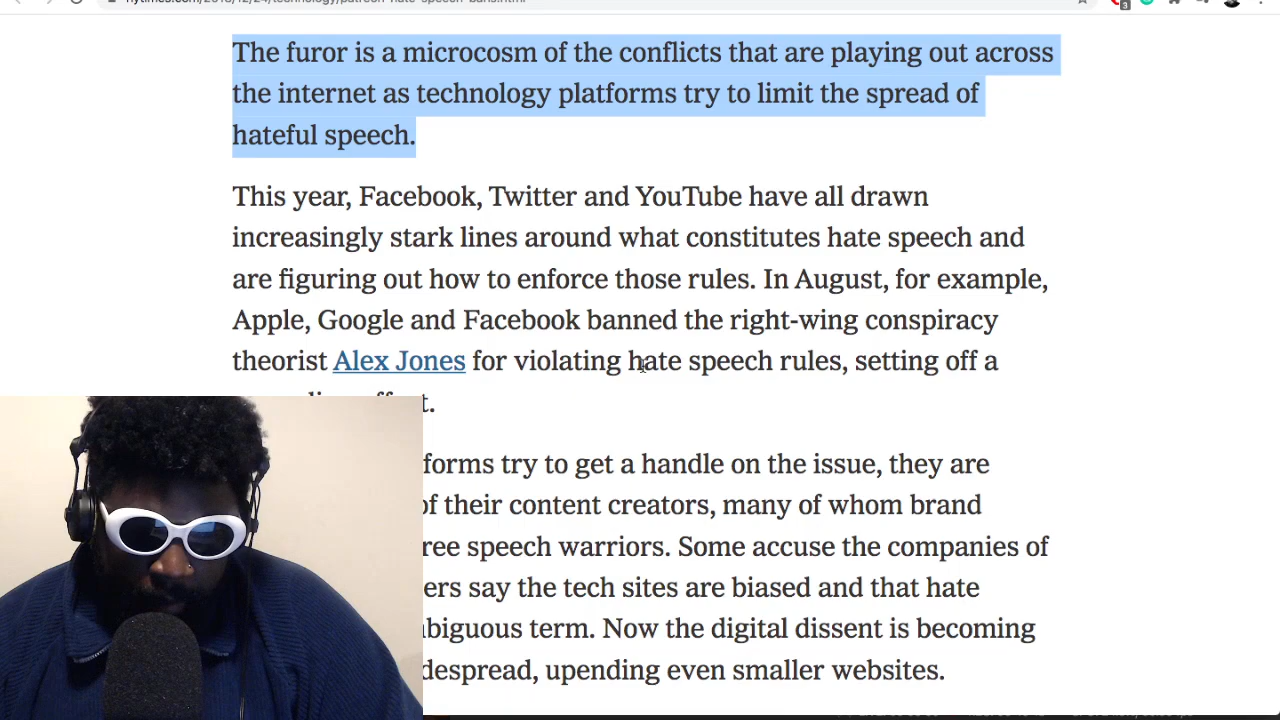 The furor is a microcosm of the conflicts that are playing out across
the internet as technology platforms try to limit the spread of
hateful speech.
This year, Facebook, Twitter and YouTube have all drawn
increasingly stark lines around what constitutes hate speech and
are figuring out how to enforce those rules. In August, for example,
Apple, Google and Facebook banned the right-wing conspiracy
theorist Alex Jones for violating hate speech rules, setting off a
forms try to get a handle on the issue, they are
of their content creators, many of whom brand
ree speech warriors. Some accuse the companies of
ers say the tech sites are biased and that hate
biguous term. Now the digital dissent is becoming
despread, upending even smaller websites.